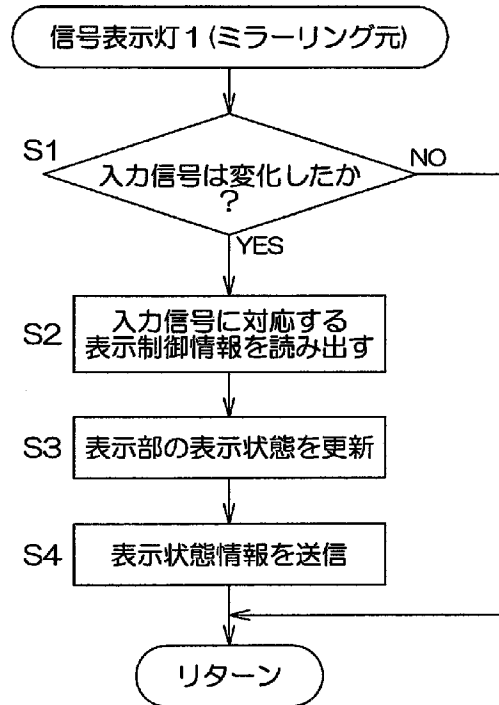 信号表示灯1(ミラーリング元)
S1
入力信号は変化したか
?
NO
YES
S2
入力信号に対応する
表示制御情報を読み出す
S3
表示部の表示状態を更新
S4
表示状態情報を送信
リターン